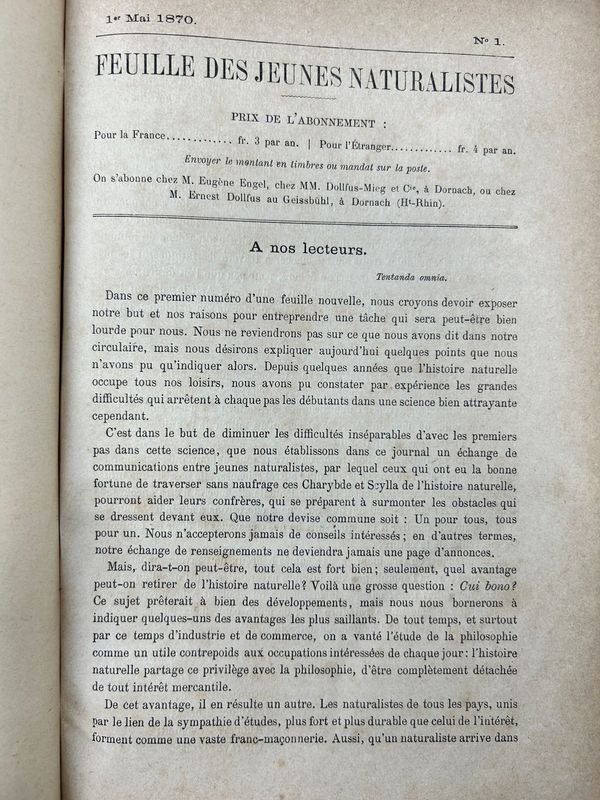 1er Mai 1870.
No 1.
FEUILLE DES JEUNES NATURALISTES
PRIX DE L'ABONNEMENT :
Pour la France............. fr. 3 par an. | Pour l'Étranger............ fr. 4 par an.
Envoyer le montant en timbres ou mandat sur la poste.
On s'abonne chez M. Eugène Engel, chez MM. Dollfus-Mieg et Cie, à Dornach, ou chez
M. Ernest Dollfus au Geissbühl, à Dornach (Ht-Rhin).
A nos lecteurs.
Tentanda omnia.
Dans ce premier numéro d'une feuille nouvelle, nous croyons devoir exposer
notre but et nos raisons pour entreprendre une tâche qui sera peut-être bien
lourde pour nous. Nous ne reviendrons pas sur ce que nous avons dit dans notre
circulaire, mais nous désirons expliquer aujourd'hui quelques points que nous
n'avons pu qu'indiquer alors. Depuis quelques années que l'histoire naturelle
occupe tous nos loisirs, nous avons pu constater par expérience les grandes
difficultés qui arrêtent à chaque pas les débutants dans une science bien attrayante
cependant.
C'est dans le but de diminuer les difficultés inséparables d'avec les premiers
pas dans cette science, que nous établissons dans ce journal un échange de
communications entre jeunes naturalistes, par lequel ceux qui ont eu la bonne
fortune de traverser sans naufrage ces Charybde et Scylla de l'histoire naturelle,
pourront aider leurs confrères, qui se préparent à surmonter les obstacles qui
se dressent devant eux. Que notre devise commune soit : Un pour tous, tous
pour un. Nous n'accepterons jamais de conseils intéressés ; en d'autres termes,
notre échange de renseignements ne deviendra jamais une page d'annonces.
Mais, dira-t-on peut-être, tout cela est fort bien ; seulement, quel avantage
peut-on retirer de l'histoire naturelle ? Voilà une grosse question : Cui bono ?
Ce sujet prêterait à bien des développements, mais nous nous bornerons à
indiquer quelques-uns des avantages les plus saillants. De tout temps, et surtout
par ce temps d'industrie et de commerce, on a vanté l'étude de la philosophie
comme un utile contrepoids aux occupations intéressées de chaque jour : l'histoire
naturelle partage ce privilège avec la philosophie, d'être complètement détachée
de tout intérêt mercantile.
De cet avantage, il en résulte un autre. Les naturalistes de tous les pays, unis
par le lien de la sympathie d'études, plus fort et plus durable que celui de l'intérêt,
forment comme une vaste franc-maçonnerie. Aussi, qu'un naturaliste arrive dans